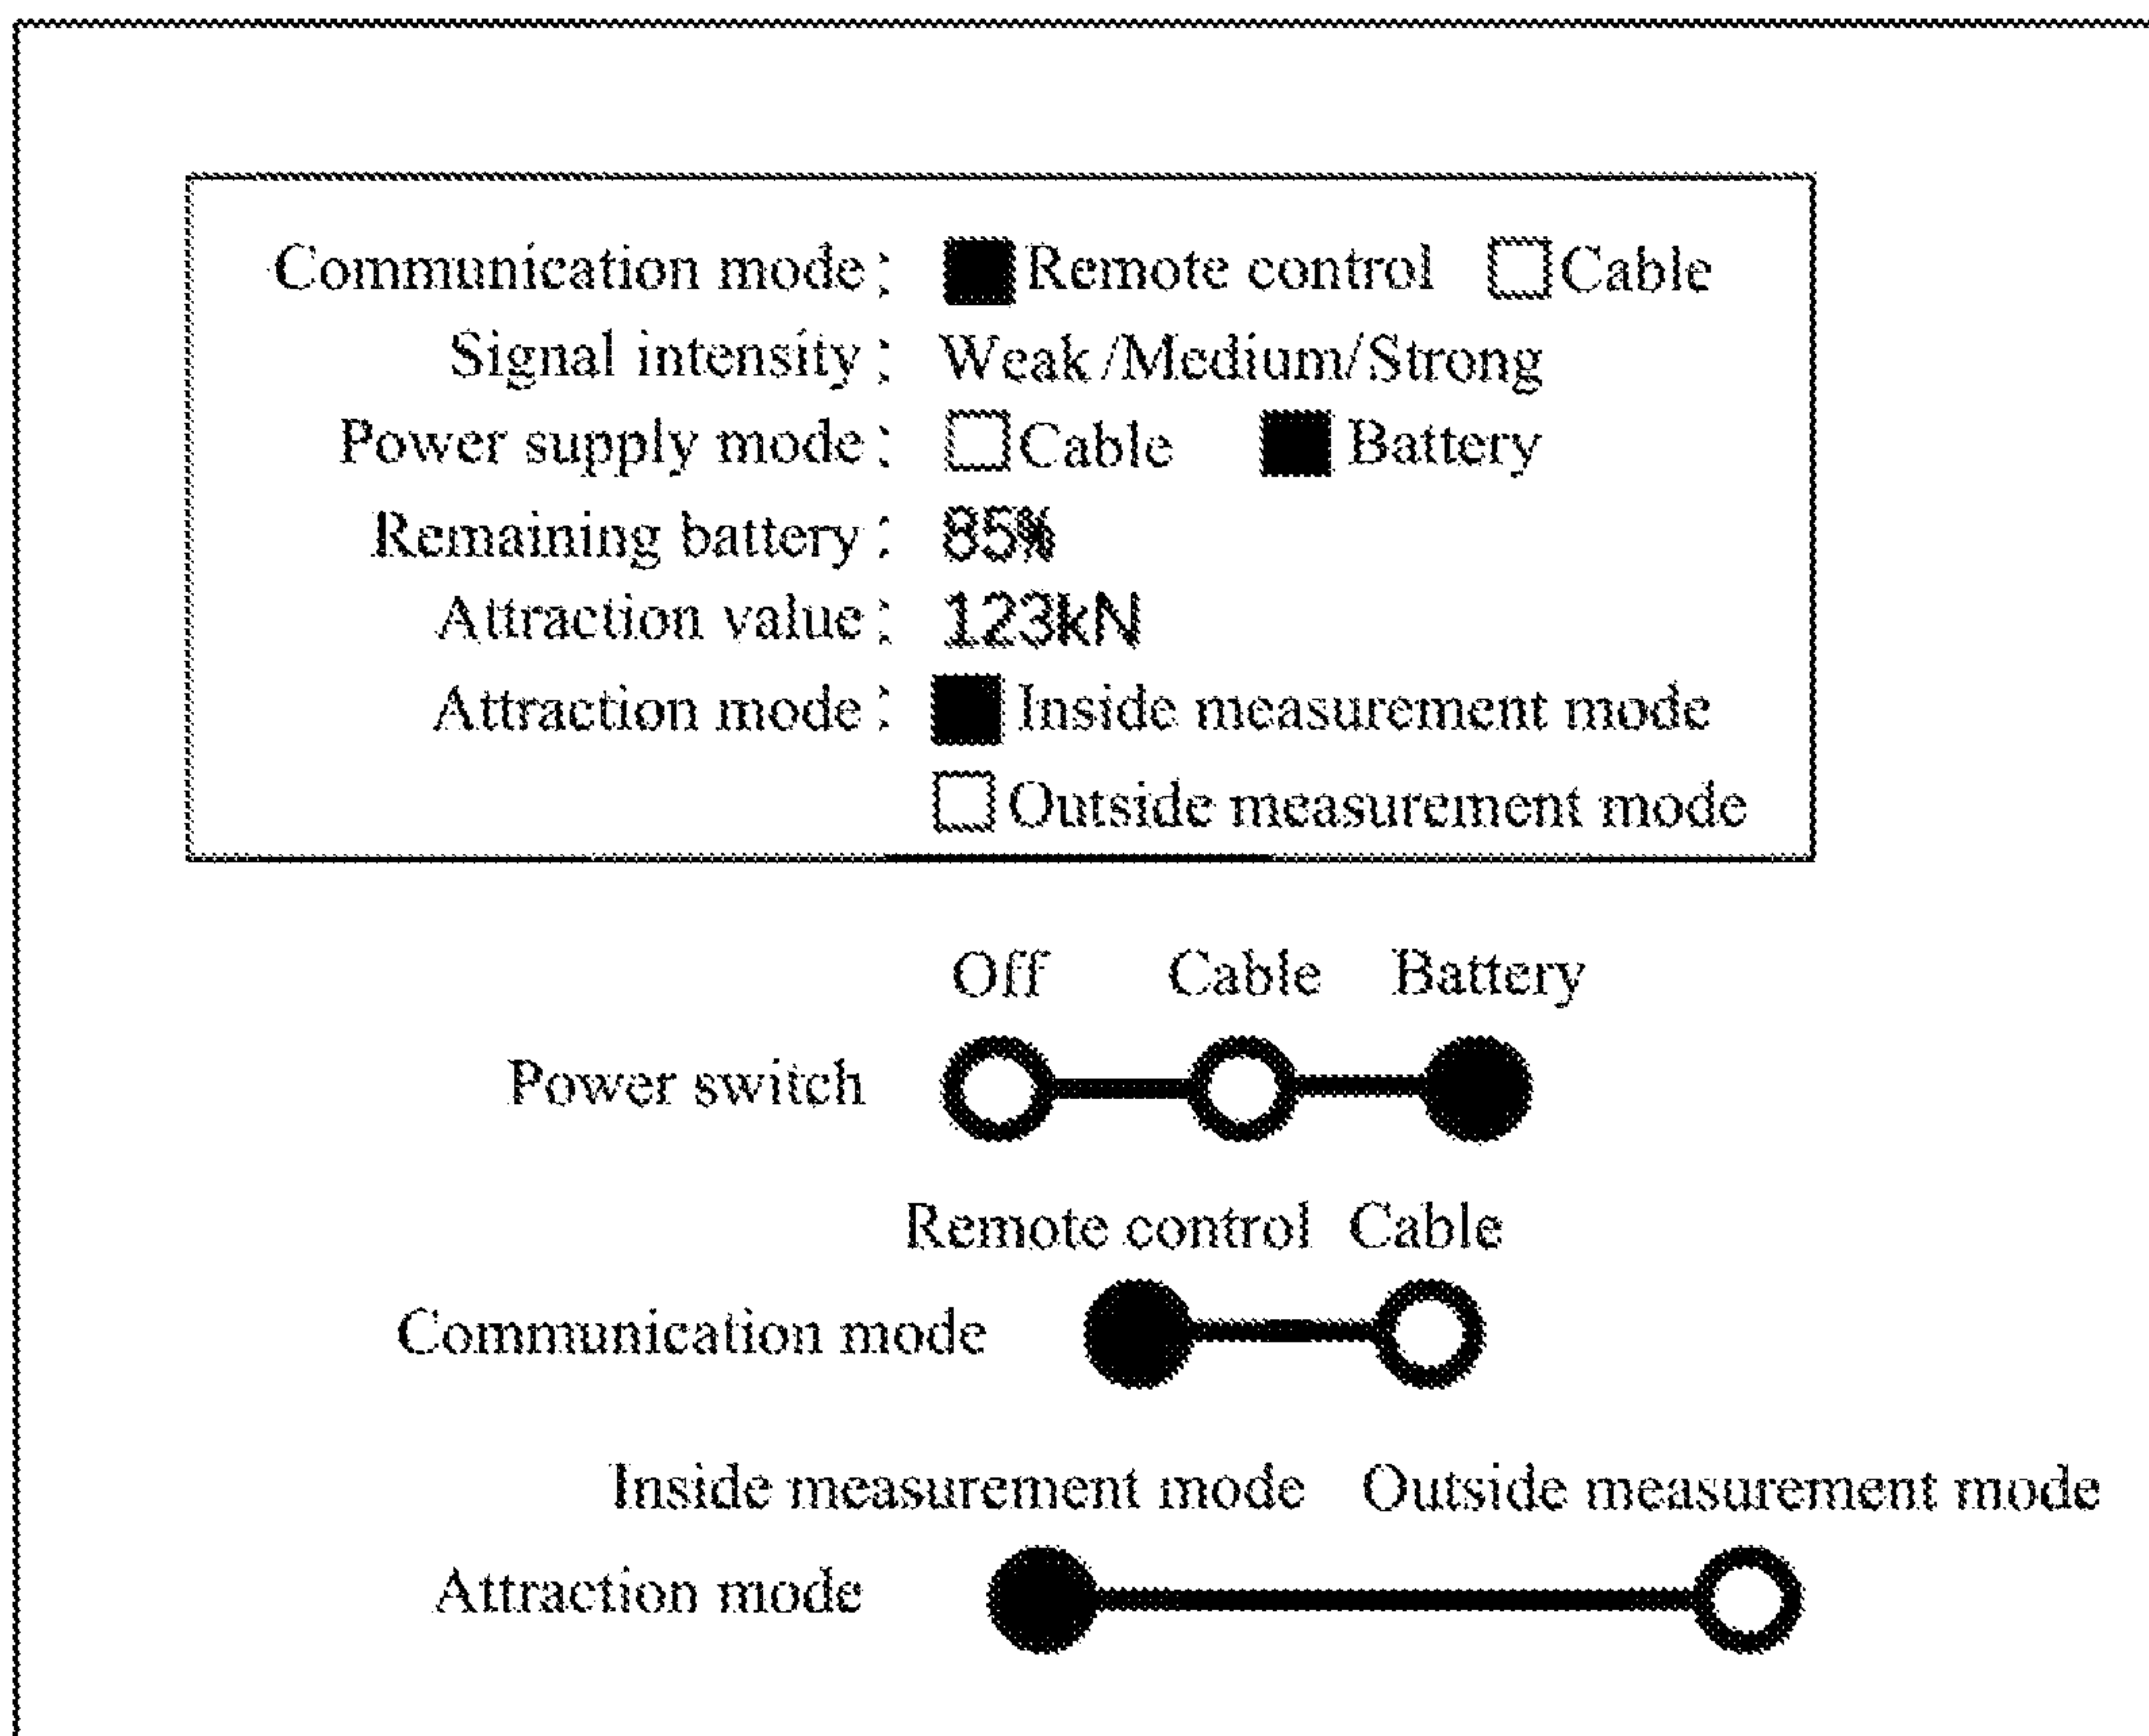 Communication mode: Remote control Cable
Signal intensity: Weak/Medium/Strong
Power supply mode: Cable Battery
Remaining battery: 85%
Attraction value: 123kN
Attraction mode: Inside measurement mode
Outside measurement mode
Off Cable Battery
Power switch
Remote control Cable
Communication mode
Inside measurement mode Outside measurement mode
Attraction mode